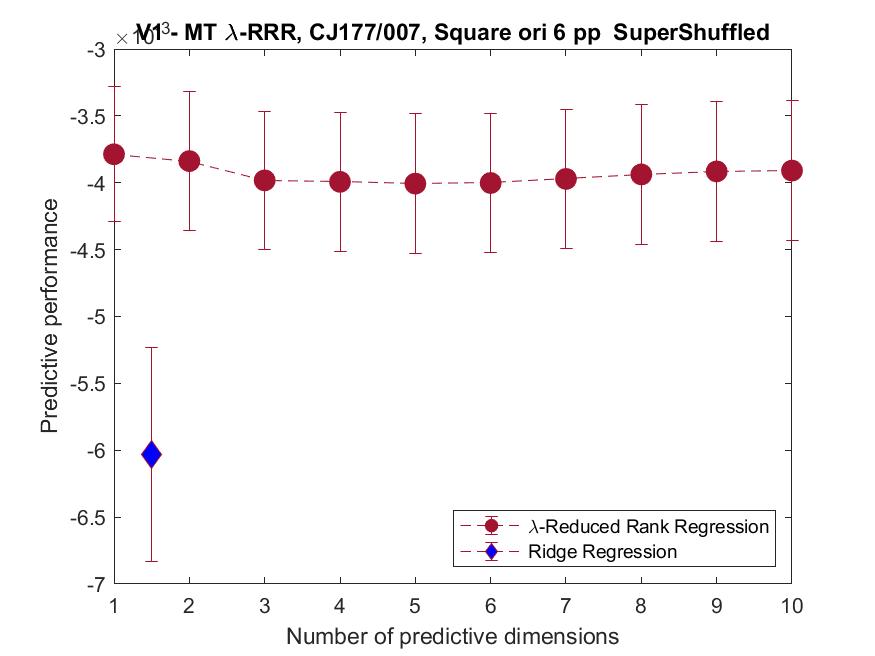 V1 - MT λ-RRR, CJ177/007, Square ori 6 pp SuperShuffled
-3
-3.5
-4
-4.5
-5
-5.5
-6
-6.5
-7
Predictive performance
1 2 3 4 5 6 7 8 9 10
Number of predictive dimensions
λ-Reduced Rank Regression
Ridge Regression